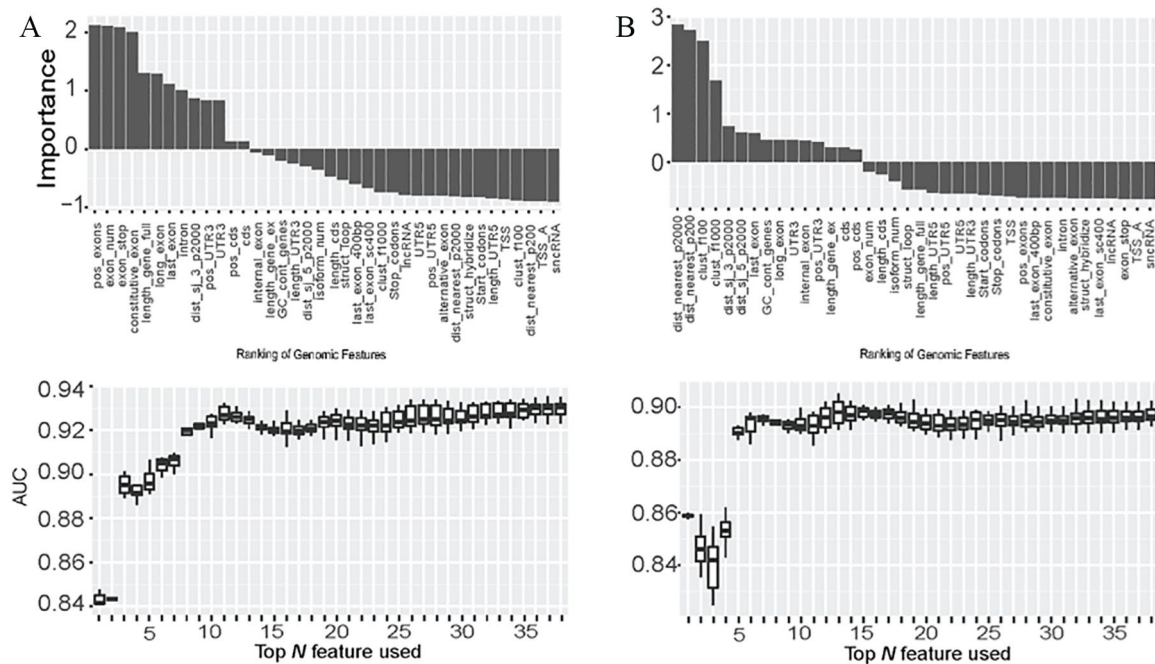 A
Importance
2
1
0
−1
pos_exons
exon_num
exon_stop
constitutive_exon
length_gene_full
long_exon
last_exon
intron
dist_sj_3_p2000
pos_UTR3
UTR3
pos_cds
cds
internal_exon
length_gene_ex
GC_cont_genes
length_UTR3
dist_sj_5_p2000
isoform_num
length_cds
struct_loop
last_exon_400bp
last_exon_sc400
clust_f1000
Stop_codons
lncRNA
UTR5
pos_UTR5
alternative_exon
dist_nearest_p2000
struct_hybridize
Start_codons
length_UTR5
TSS
clust_f100
dist_nearest_p200
TSS_A
sncRNA
Ranking of Genomic Features
AUC
0.94
0.92
0.90
0.88
0.86
0.84
5
10
15
20
25
30
35
Top N feature used
B
3
2
1
0
dist_nearest_p2000
dist_nearest_p200
clust_f100
clust_f1000
dist_sj_3_p2000
dist_sj_5_p2000
last_exon
GC_cont_genes
long_exon
UTR3
internal_exon
pos_UTR3
length_gene_ex
cds
pos_cds
exon_num
length_cds
isoform_num
struct_loop
length_gene_full
length_UTR5
pos_UTR5
UTR5
length_UTR3
Start_codons
Stop_codons
TSS
pos_exons
last_exon_400bp
constitutive_exon
intron
alternative_exon
struct_hybridize
last_exon_sc400
lncRNA
exon_stop
TSS_A
sncRNA
Ranking of Genomic Features
0.90
0.88
0.86
0.84
5
10
15
20
25
30
35
Top N feature used